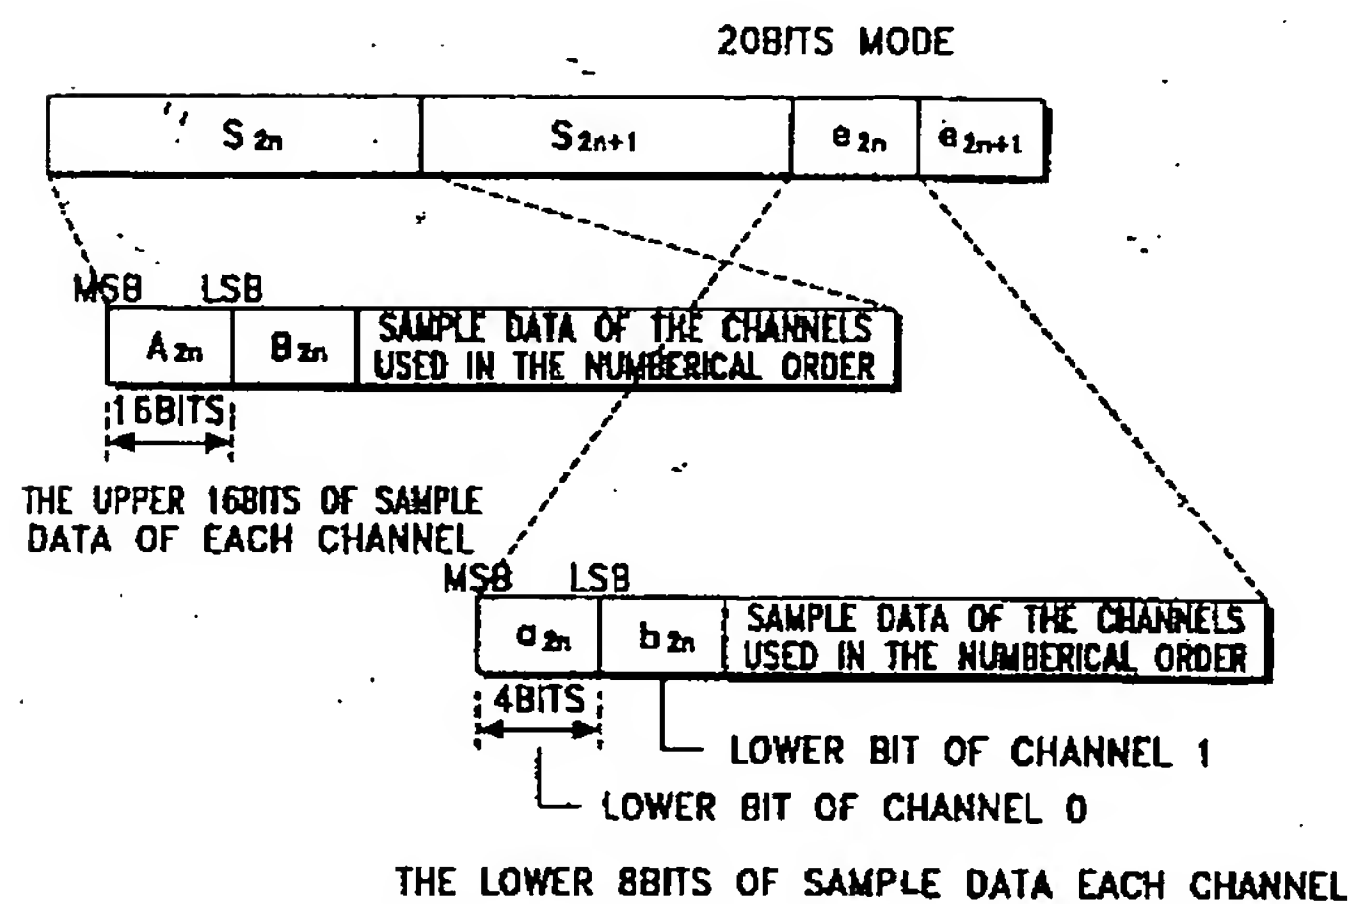 20BITS MODE
S2n S2n+1 e2n e2n+1
MSB LSB
A2n B2n SAMPLE DATA OF THE CHANNELS
USED IN THE NUMBERICAL ORDER
16BITS
THE UPPER 16BITS OF SAMPLE
DATA OF EACH CHANNEL
MSB LSB
a2n b2n SAMPLE DATA OF THE CHANNELS
USED IN THE NUMBERICAL ORDER
4BITS
LOWER BIT OF CHANNEL 1
LOWER BIT OF CHANNEL 0
THE LOWER 8BITS OF SAMPLE DATA EACH CHANNEL